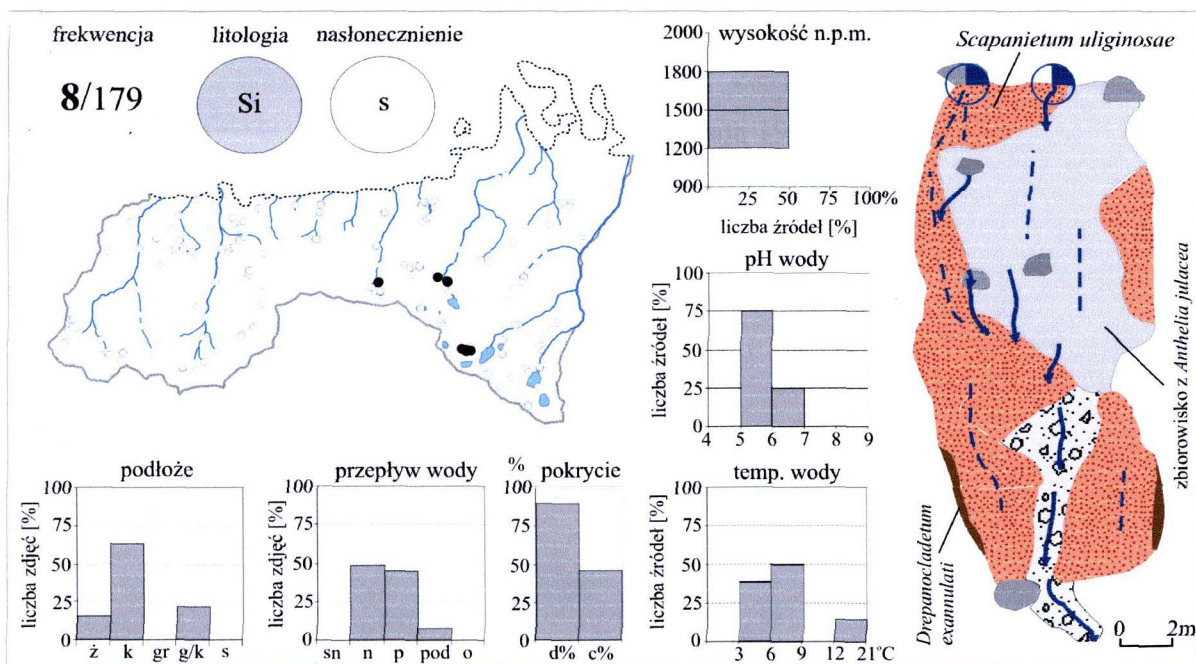 frekwencja
litologia
nasłonecznienie
8/179
Si
s
2000
1800
1500
1200
900
wysokość n.p.m.
25 50 75 100%
liczba źródeł [%]
pH wody
100
75
50
25
0
liczba źródeł [%]
4 5 6 7 8 9
podłoże
100
75
50
25
0
liczba zdjęć [%]
ż k gr g/k s
przepływ wody
100
75
50
25
0
liczba zdjęć [%]
sn n p pod o
pokrycie
%
100
75
50
25
0
d% c%
temp. wody
100
75
50
25
0
liczba źródeł [%]
3 6 9 12 21°C
Scapanietum uliginosae
zbiorowisko z Anthelia julacea
Drepanocladetum
exannulati
0 2m